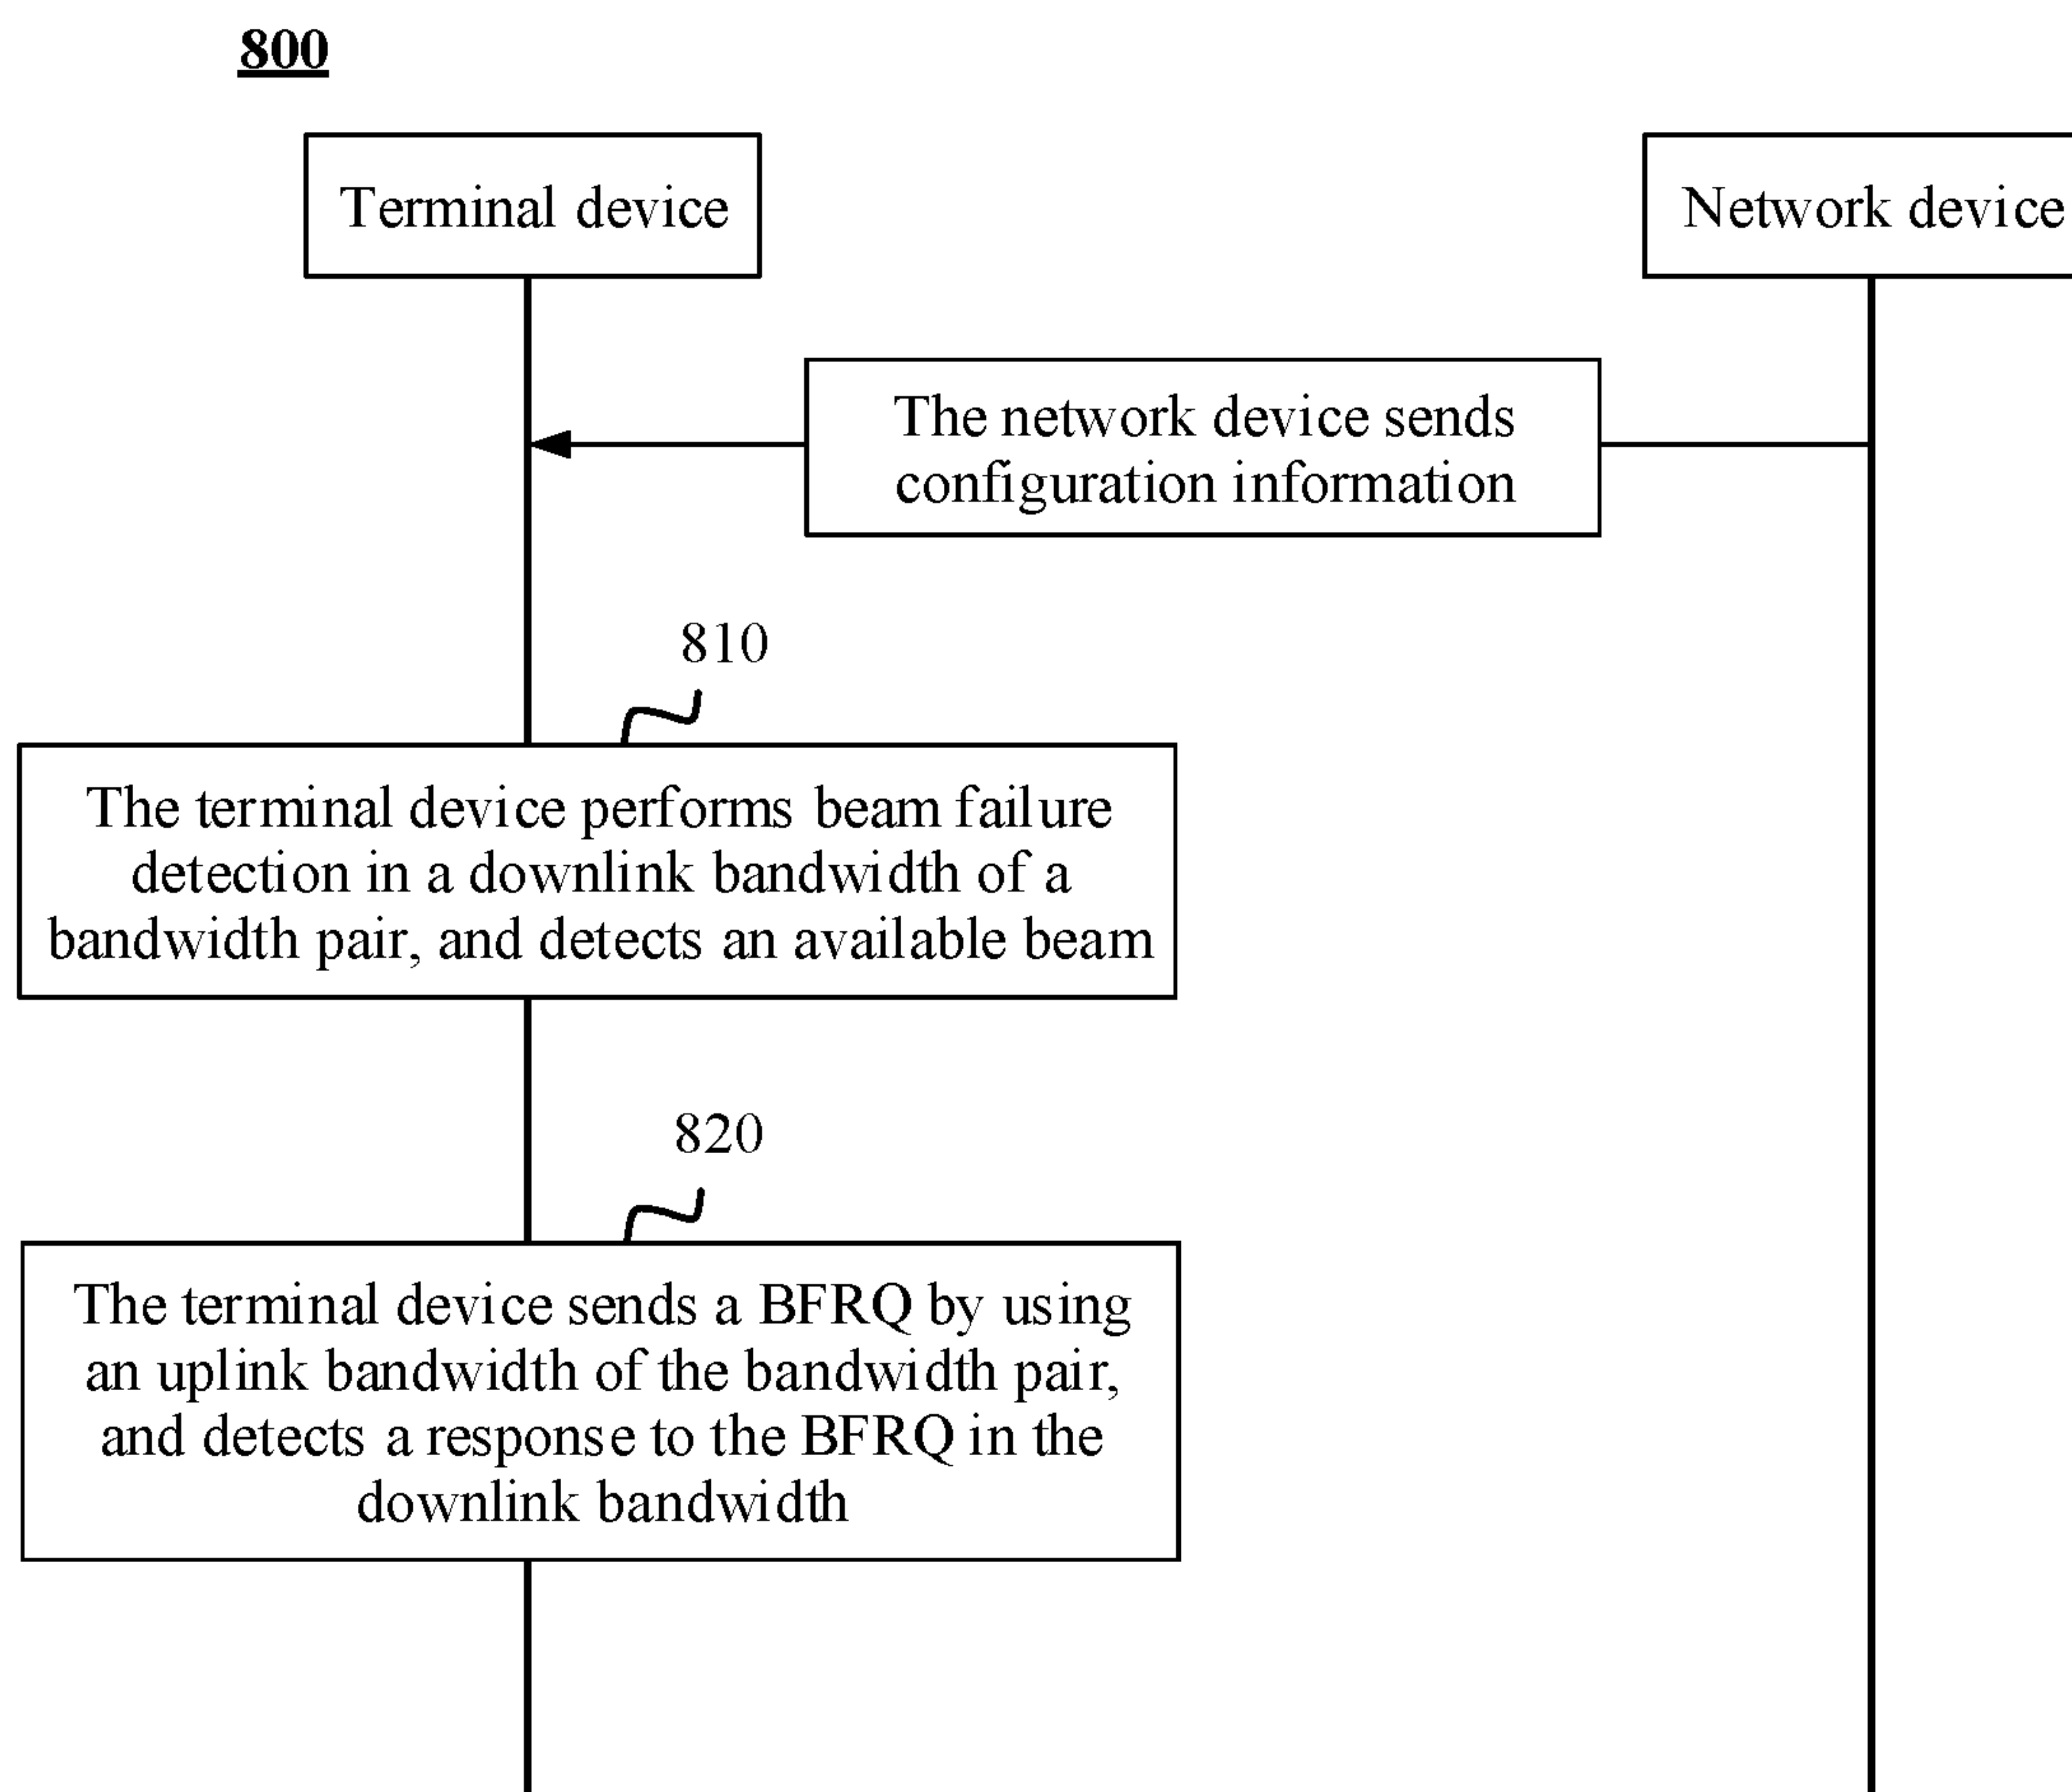 800
Terminal device
Network device
The network device sends
configuration information
810
The terminal device performs beam failure
detection in a downlink bandwidth of a
bandwidth pair, and detects an available beam
820
The terminal device sends a BFRQ by using
an uplink bandwidth of the bandwidth pair,
and detects a response to the BFRQ in the
downlink bandwidth